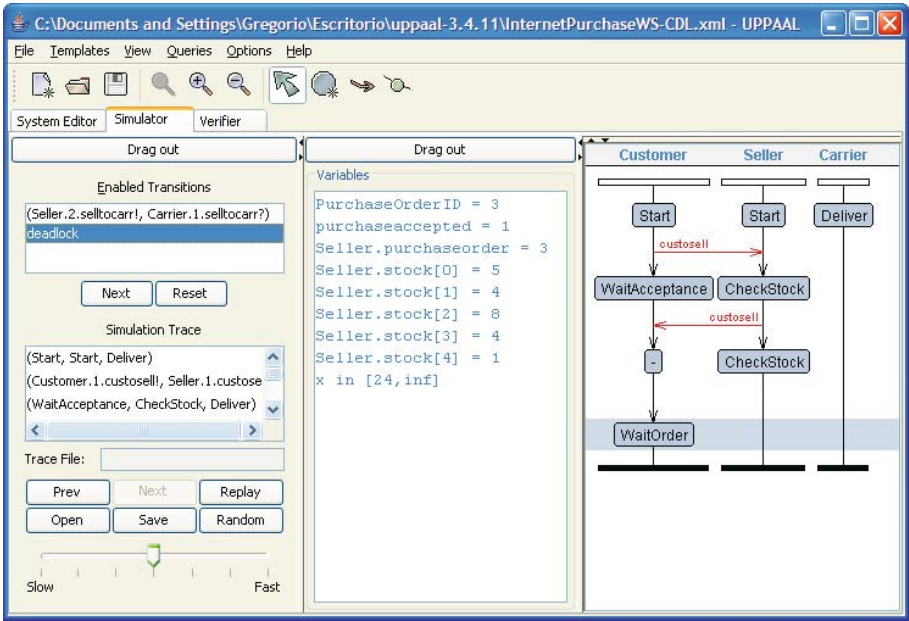 C:\Documents and Settings\Gregorio\Escritorio\uppaal-3.4.11\InternetPurchaseWS-CDL.xml - UPPAAL
File Templates View Queries Options Help
System Editor Simulator Verifier
Drag out
Enabled Transitions
(Seller.2.selltocarr!, Carrier.1.selltocarr?)
deadlock
Next Reset
Simulation Trace
(Start, Start, Deliver)
(Customer.1.custosell!, Seller.1.custose
(WaitAcceptance, CheckStock, Deliver)
Trace File:
Prev Next Replay
Open Save Random
Slow Fast
Drag out
Variables
PurchaseOrderID = 3
purchaseaccepted = 1
Seller.purchaseorder = 3
Seller.stock[0] = 5
Seller.stock[1] = 4
Seller.stock[2] = 8
Seller.stock[3] = 4
Seller.stock[4] = 1
x in [24,inf]
Customer Seller Carrier
Start Start Deliver
custosell
WaitAcceptance CheckStock
custosell
- CheckStock
WaitOrder